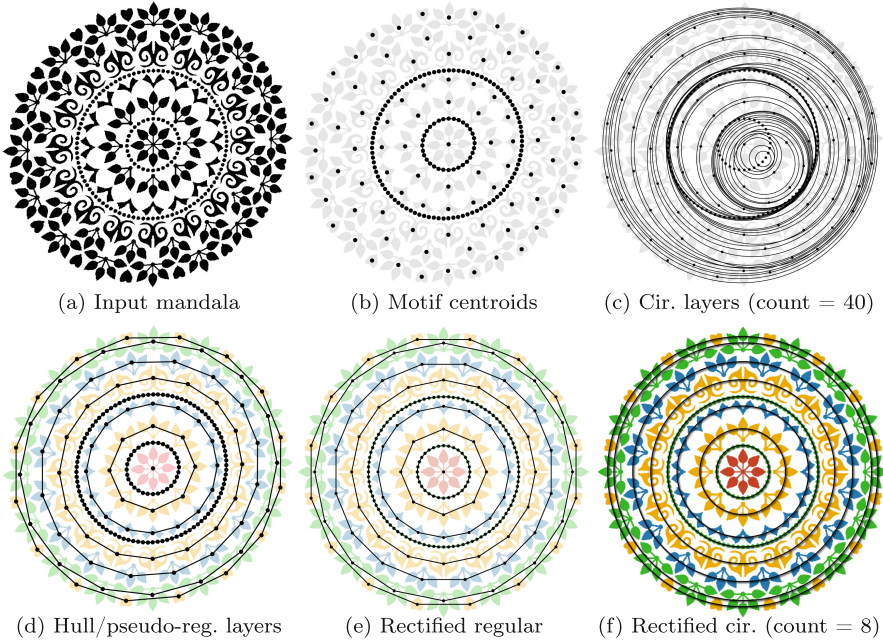 (a) Input mandala
(b) Motif centroids
(c) Cir. layers (count = 40)
(d) Hull/pseudo-reg. layers
(e) Rectified regular
(f) Rectified cir. (count = 8)